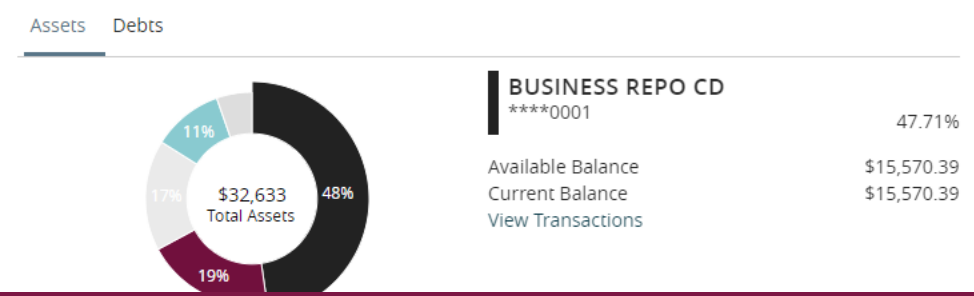 Assets Debts
BUSINESS REPO CD
****0001
47.71%
11%
17%
$32,633
Total Assets
48%
19%
Available Balance $15,570.39
Current Balance $15,570.39
View Transactions